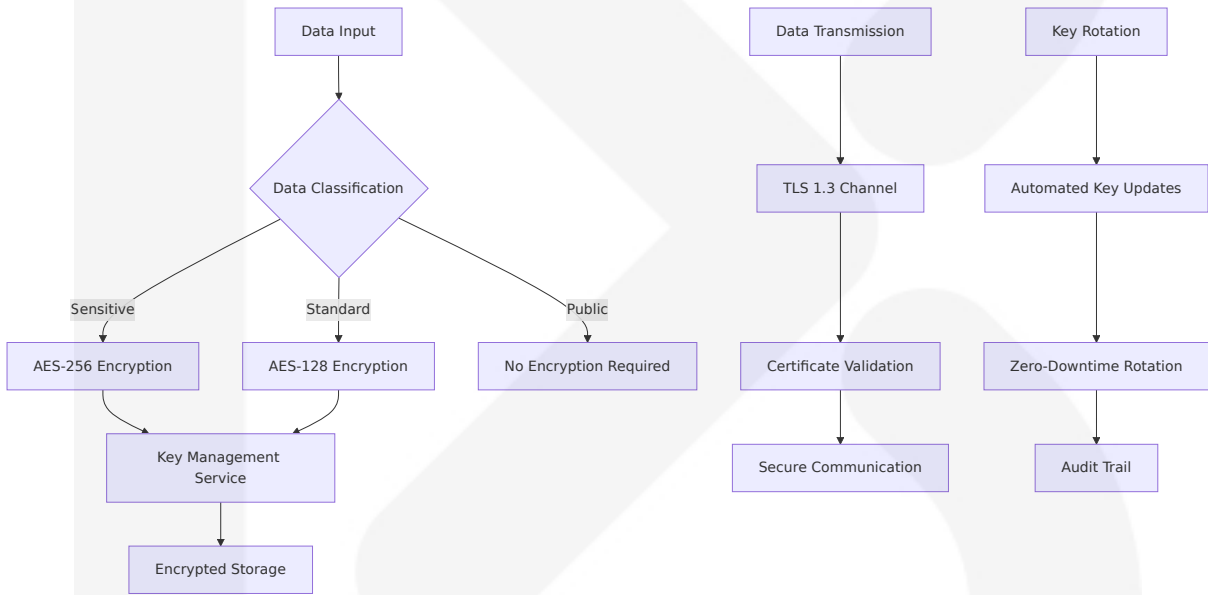 Data Input
Data Transmission
Key Rotation
Data Classification
TLS 1.3 Channel
Automated Key Updates
Sensitive
Standard
Public
AES-256 Encryption
AES-128 Encryption
No Encryption Required
Certificate Validation
Zero-Downtime Rotation
Key Management
Service
Secure Communication
Audit Trail
Encrypted Storage